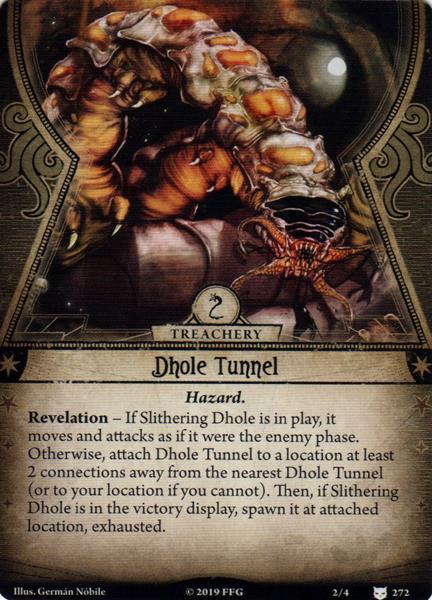 TREACHERY
Dhole Tunnel
Hazard.
Revelation – If Slithering Dhole is in play, it
moves and attacks as if it were the enemy phase.
Otherwise, attach Dhole Tunnel to a location at least
2 connections away from the nearest Dhole Tunnel
(or to your location if you cannot). Then, if Slithering
Dhole is in the victory display, spawn it at attached
location, exhausted.
Illus. Germán Nóbile © 2019 FFG 2/4 272